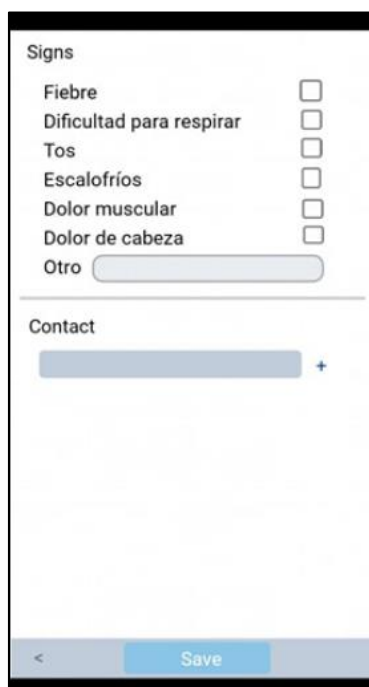 Signs
Fiebre
Dificultad para respirar
Tos
Escalofríos
Dolor muscular
Dolor de cabeza
Otro
Contact
+
< Save